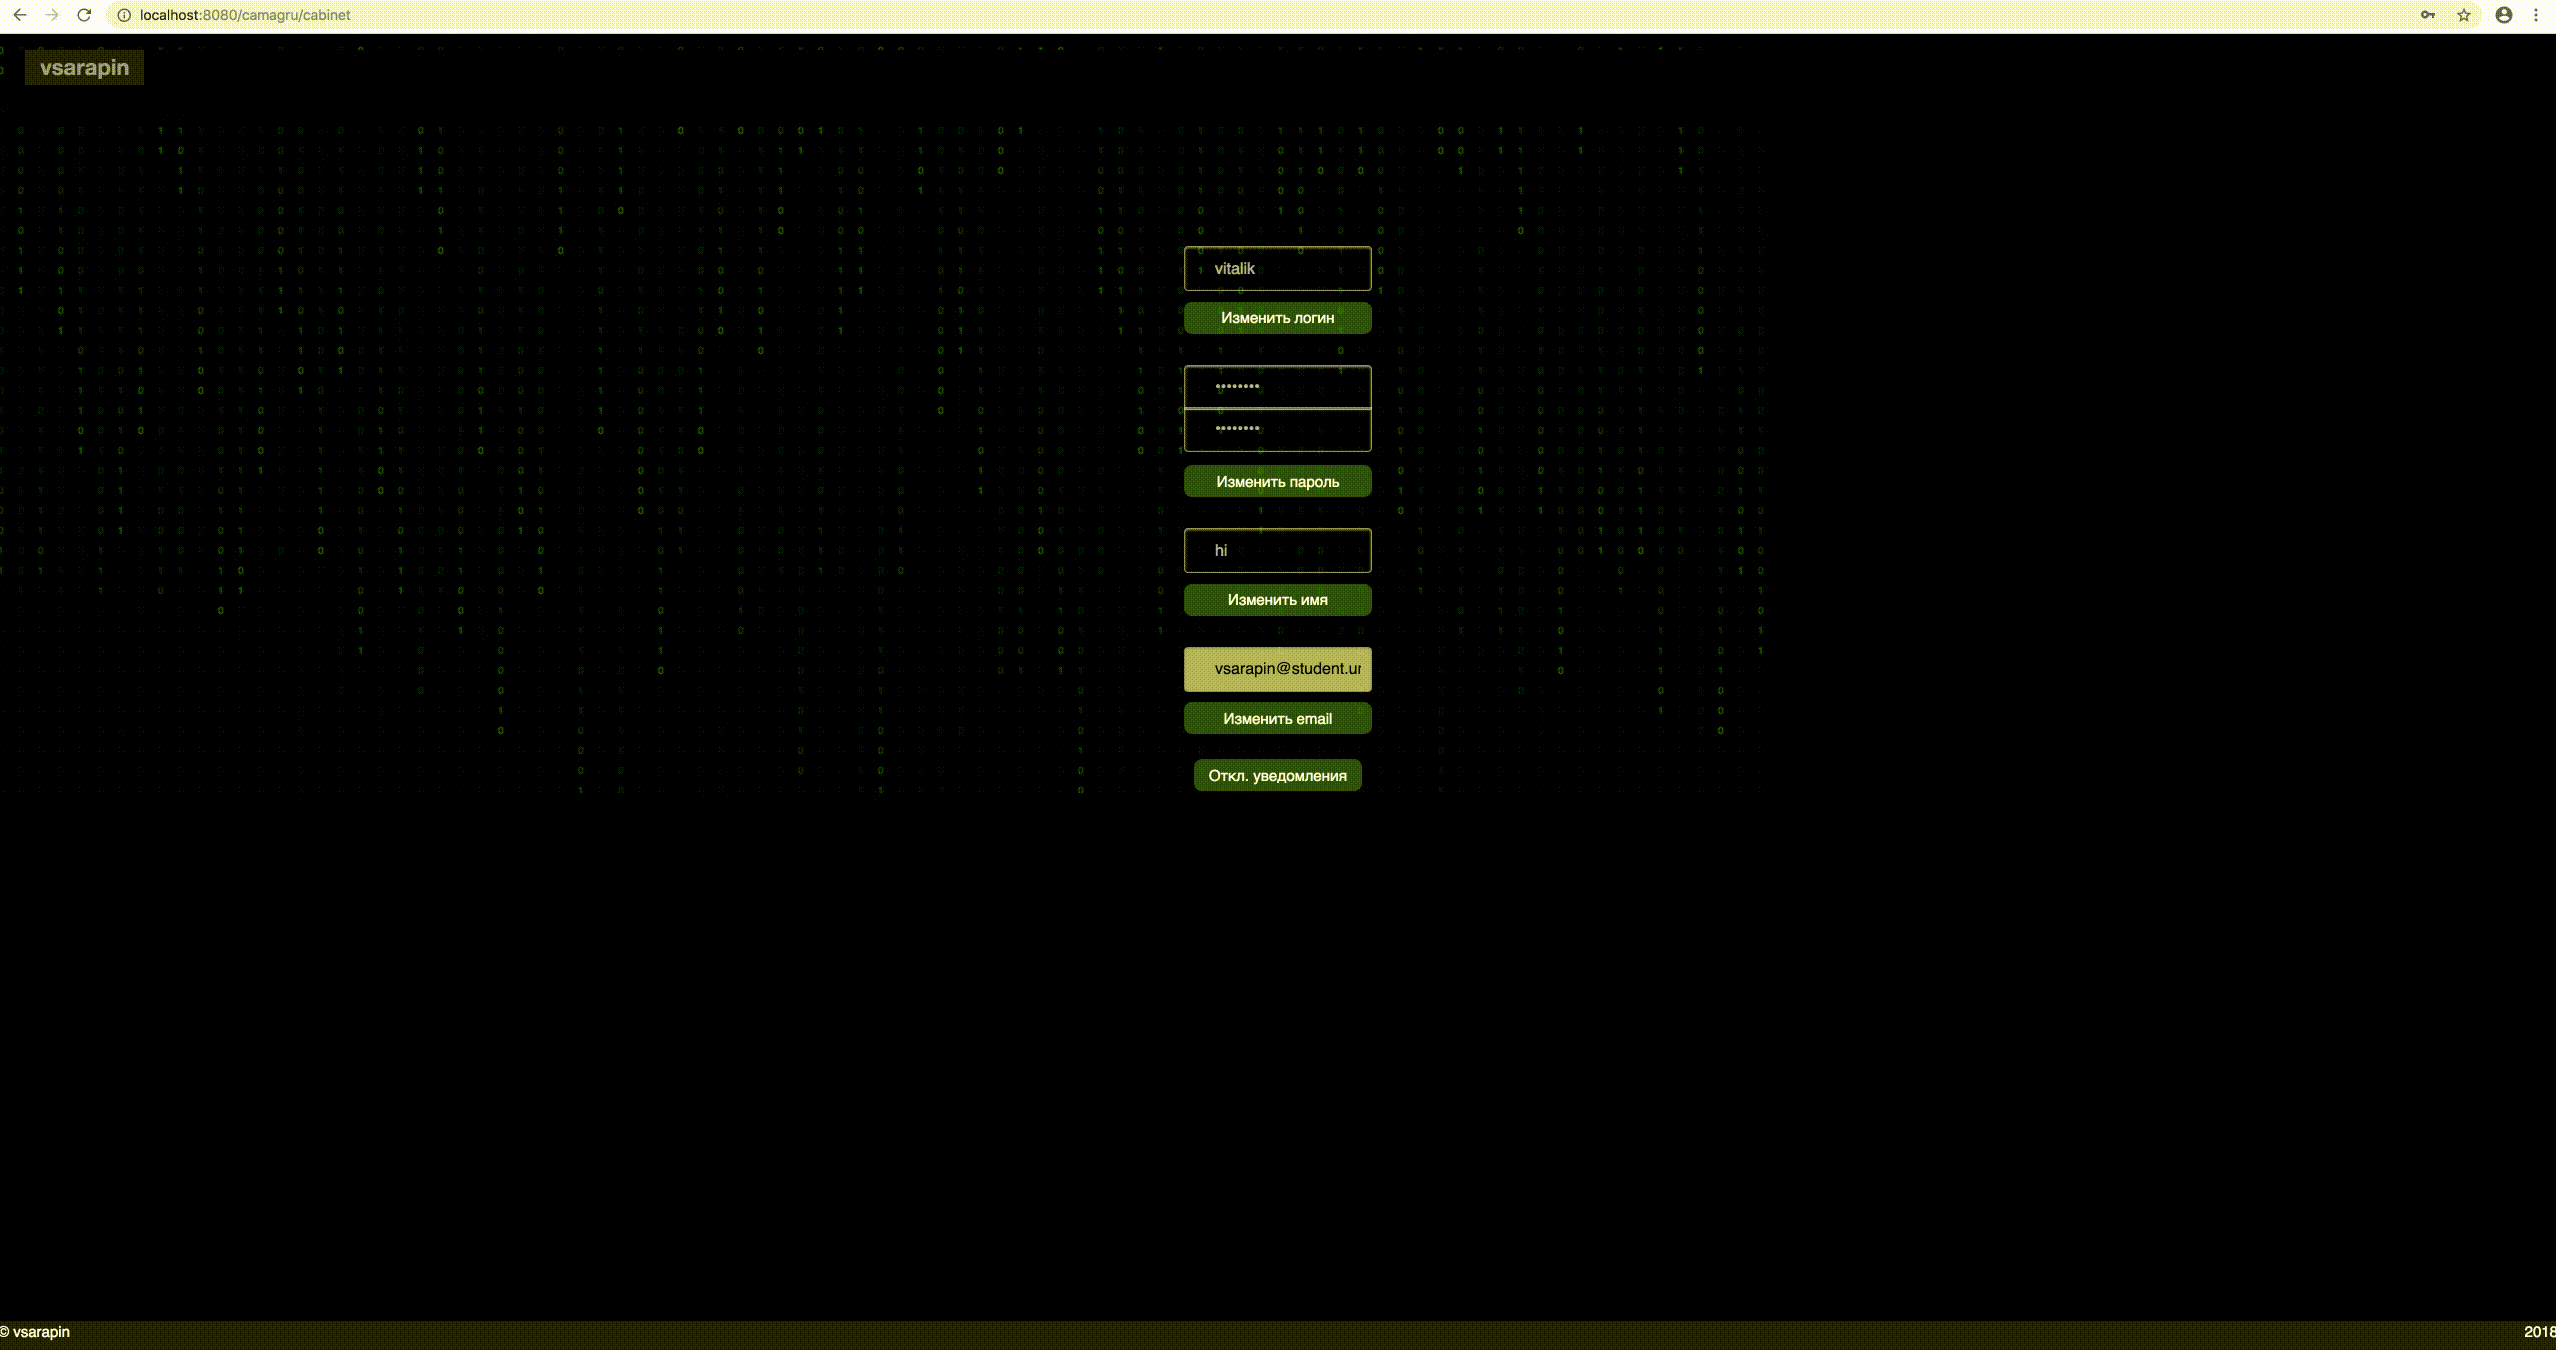 localhost:8080/camagru/cabinet
vsarapin
vitalik
Изменить логин
••••••••
••••••••
Изменить пароль
hi
Изменить имя
vsarapin@student.un
Изменить email
Откл. уведомления
© vsarapin
2018